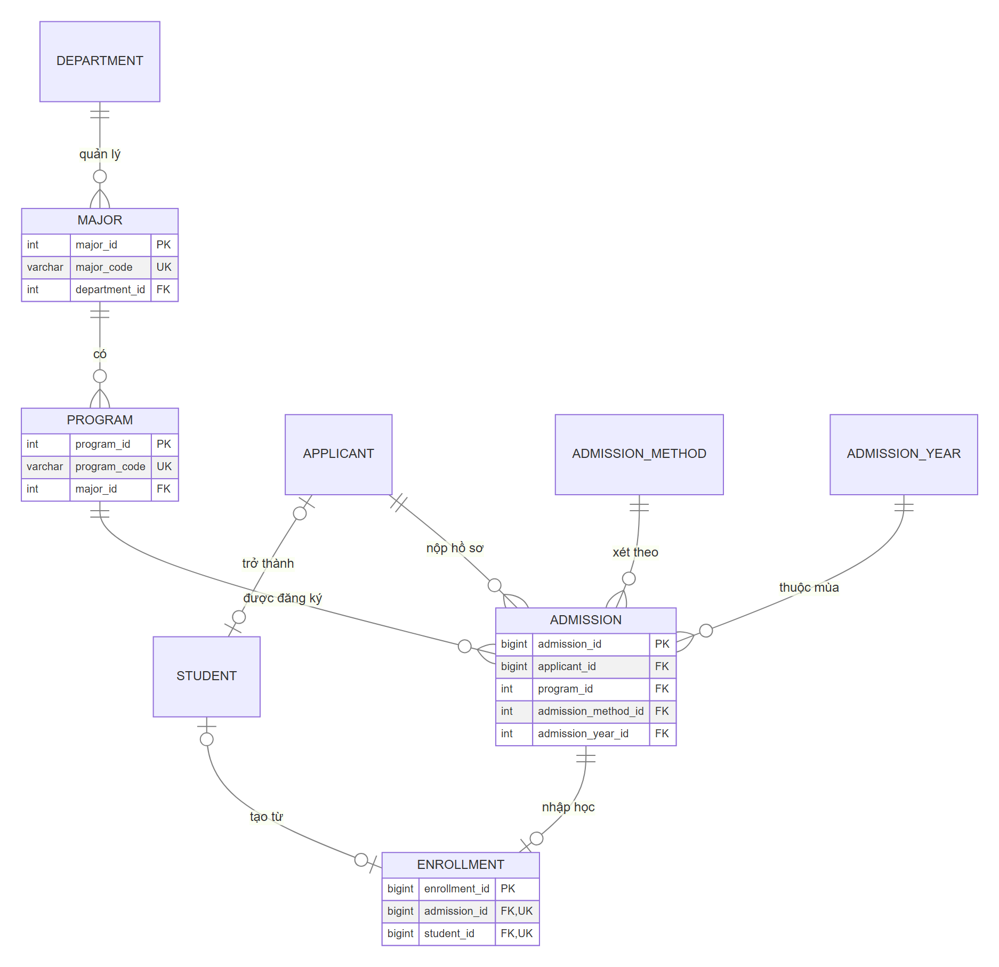 DEPARTMENT
quản lý
MAJOR
int major_id PK
varchar major_code UK
int department_id FK
có
PROGRAM
int program_id PK
varchar program_code UK
int major_id FK
APPLICANT
ADMISSION_METHOD
ADMISSION_YEAR
nộp hồ sơ
xét theo
trở thành
thuộc mùa
được đăng ký
ADMISSION
bigint admission_id PK
bigint applicant_id FK
int program_id FK
int admission_method_id FK
int admission_year_id FK
STUDENT
nhập học
tạo từ
ENROLLMENT
bigint enrollment_id PK
bigint admission_id FK,UK
bigint student_id FK,UK